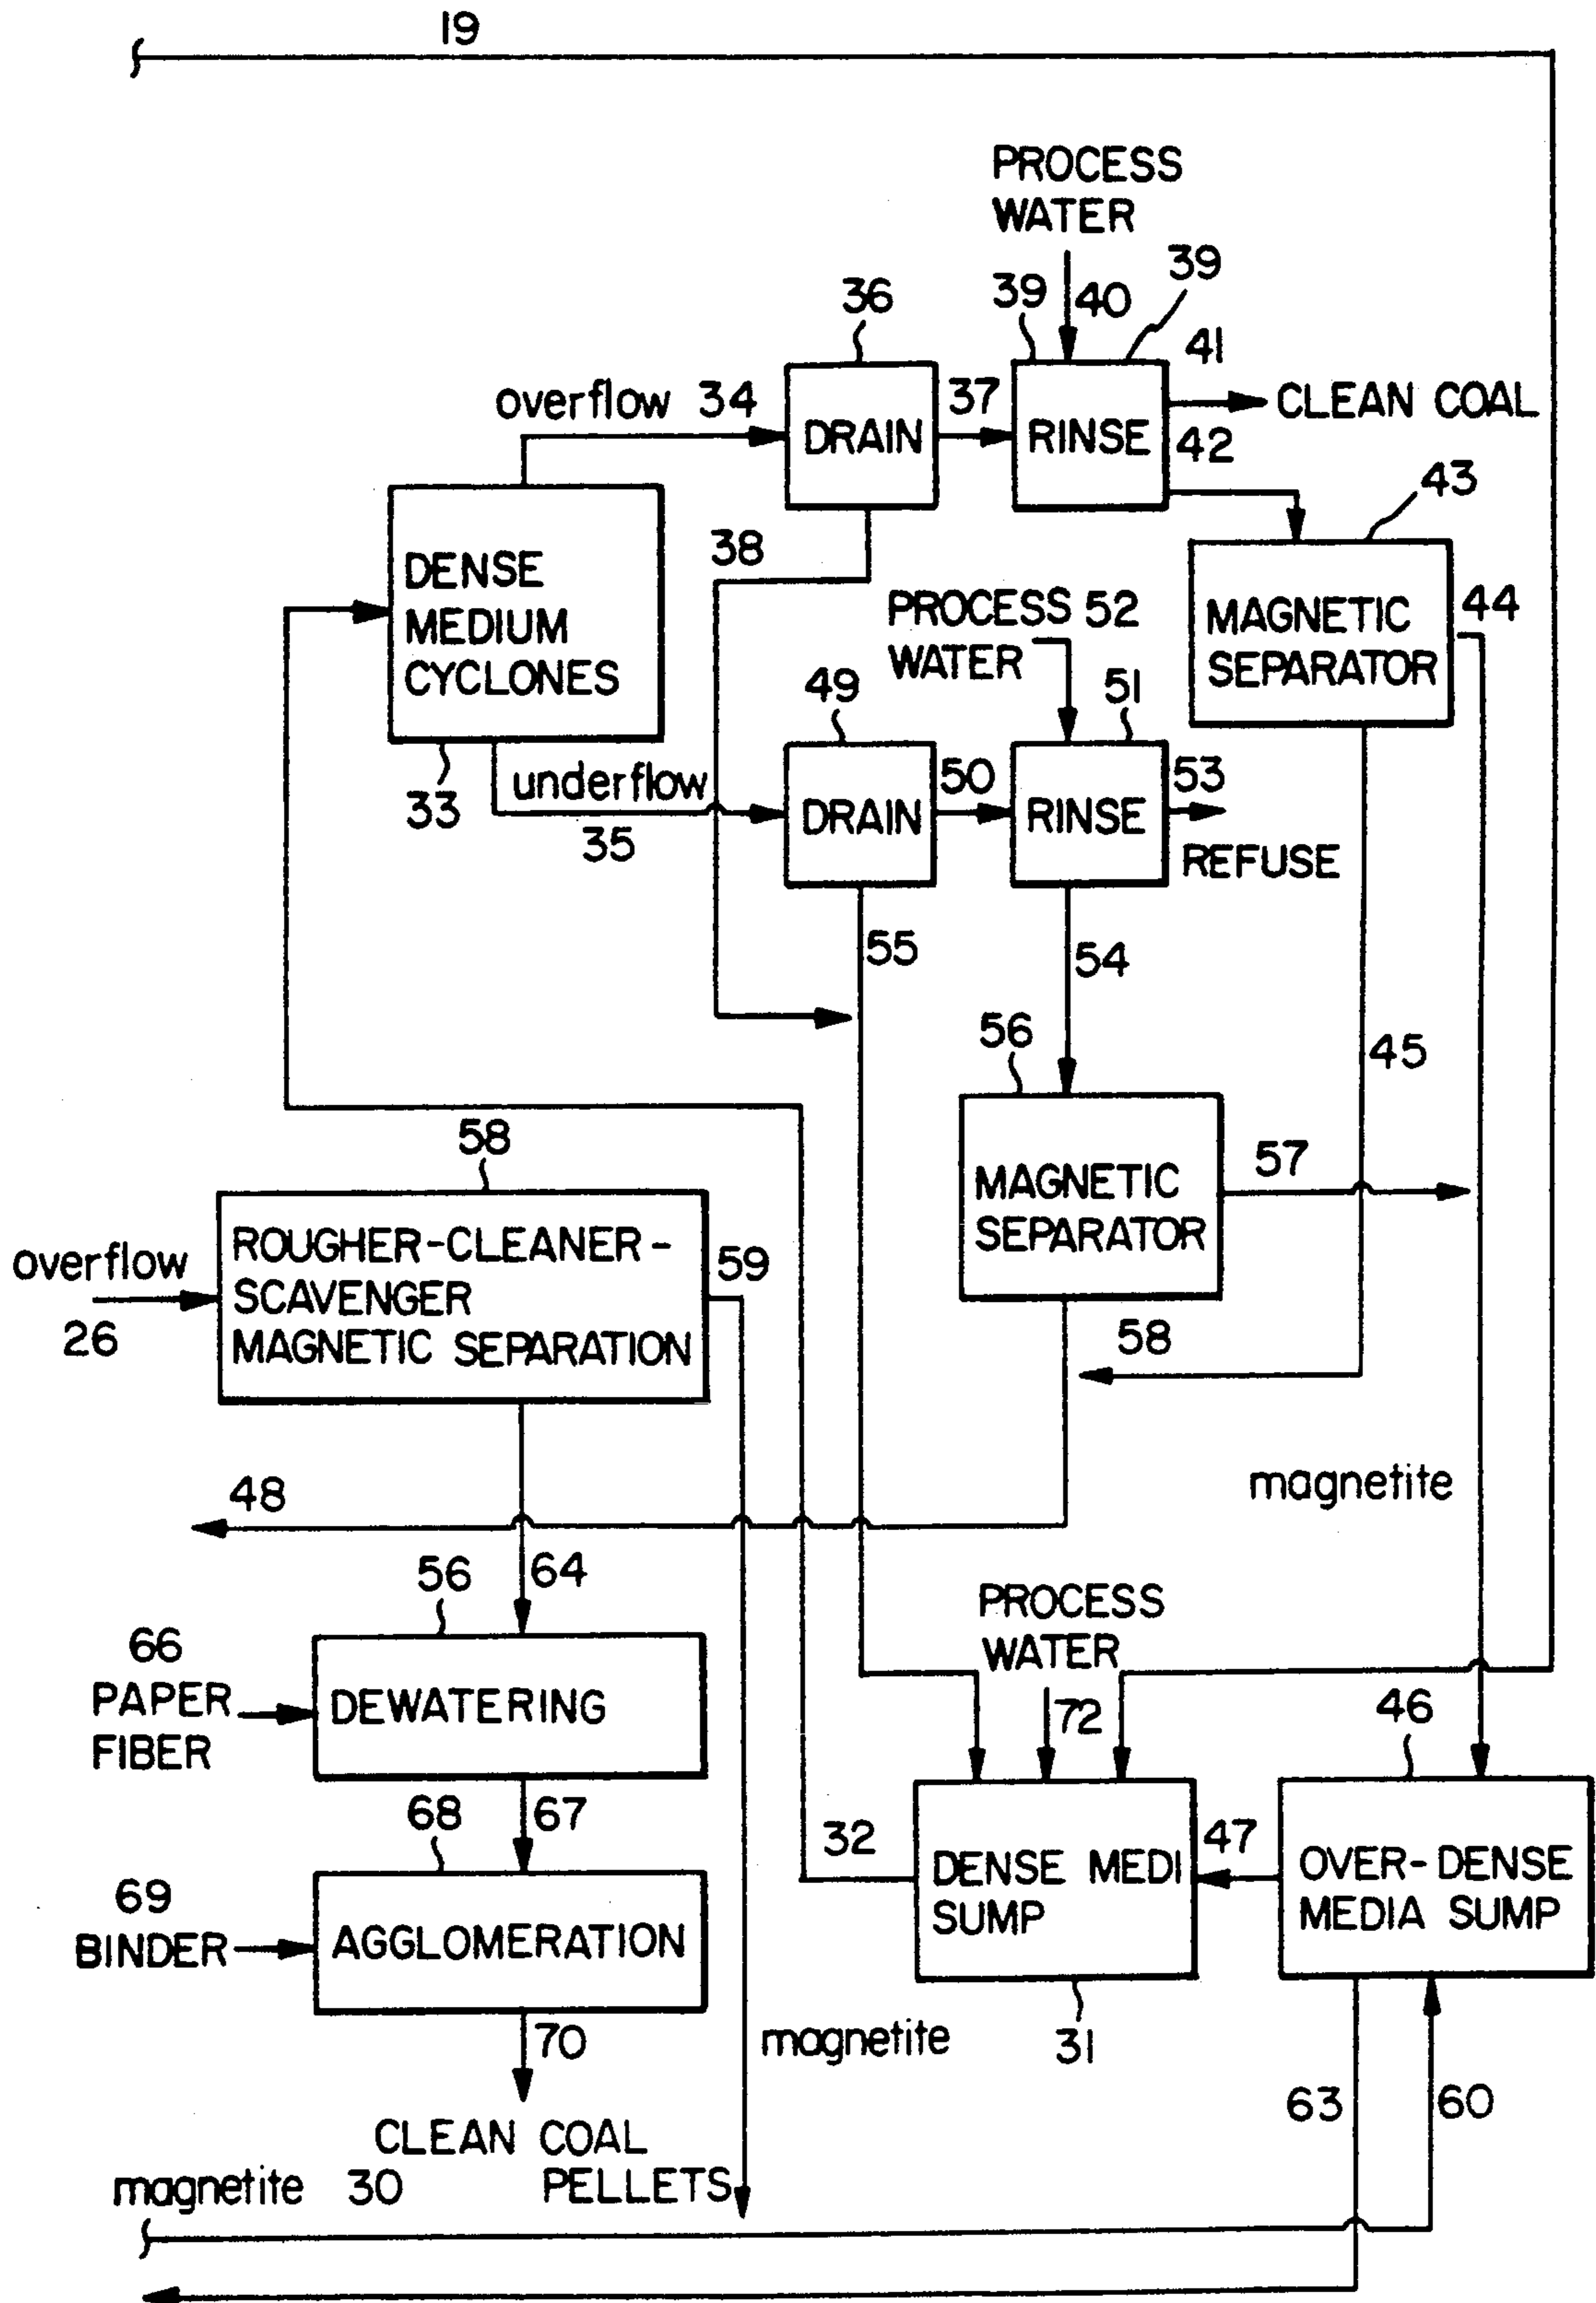 19
PROCESS
WATER
36
39
40
39
41
overflow 34
37
CLEAN COAL
DRAIN
RINSE
42
43
38
DENSE
MEDIUM
CYCLONES
PROCESS 52
WATER
MAGNETIC
SEPARATOR
44
49
51
underflow
50
53
33
35
DRAIN
RINSE
REFUSE
55
54
56
45
58
MAGNETIC
SEPARATOR
57
overflow
26
ROUGHER-CLEANER-
SCAVENGER
MAGNETIC SEPARATION
59
58
48
magnetite
56
64
PROCESS
WATER
66
PAPER
FIBER
DEWATERING
72
46
68
67
32
47
DENSE MEDI
SUMP
OVER-DENSE
MEDIA SUMP
69
BINDER
AGGLOMERATION
70
magnetite
31
63
60
CLEAN COAL
PELLETS
magnetite 30